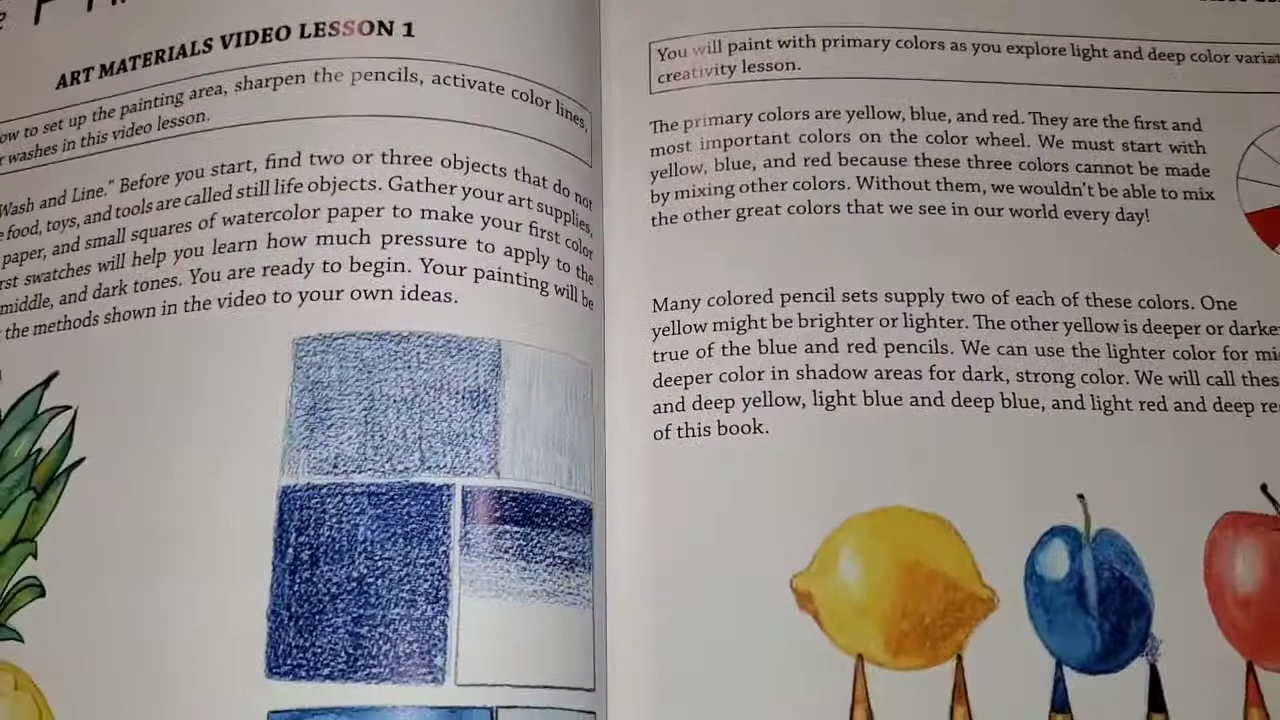 ART MATERIALS VIDEO LESSON 1
ow to set up the painting area, sharpen the pencils, activate color lines,
washes in this video lesson.
Wash and Line." Before you start, find two or three objects that do not
food, toys, and tools are called still life objects. Gather your art supplies,
paper, and small squares of watercolor paper to make your first color
rst swatches will help you learn how much pressure to apply to the
middle, and dark tones. You are ready to begin. Your painting will be
the methods shown in the video to your own ideas.
You will paint with primary colors as you explore light and deep color variat
creativity lesson.
The primary colors are yellow, blue, and red. They are the first and
most important colors on the color wheel. We must start with
yellow, blue, and red because these three colors cannot be made
by mixing other colors. Without them, we wouldn't be able to mix
the other great colors that we see in our world every day!
Many colored pencil sets supply two of each of these colors. One
yellow might be brighter or lighter. The other yellow is deeper or darke
true of the blue and red pencils. We can use the lighter color for mi
deeper color in shadow areas for dark, strong color. We will call thes
and deep yellow, light blue and deep blue, and light red and deep re
of this book.